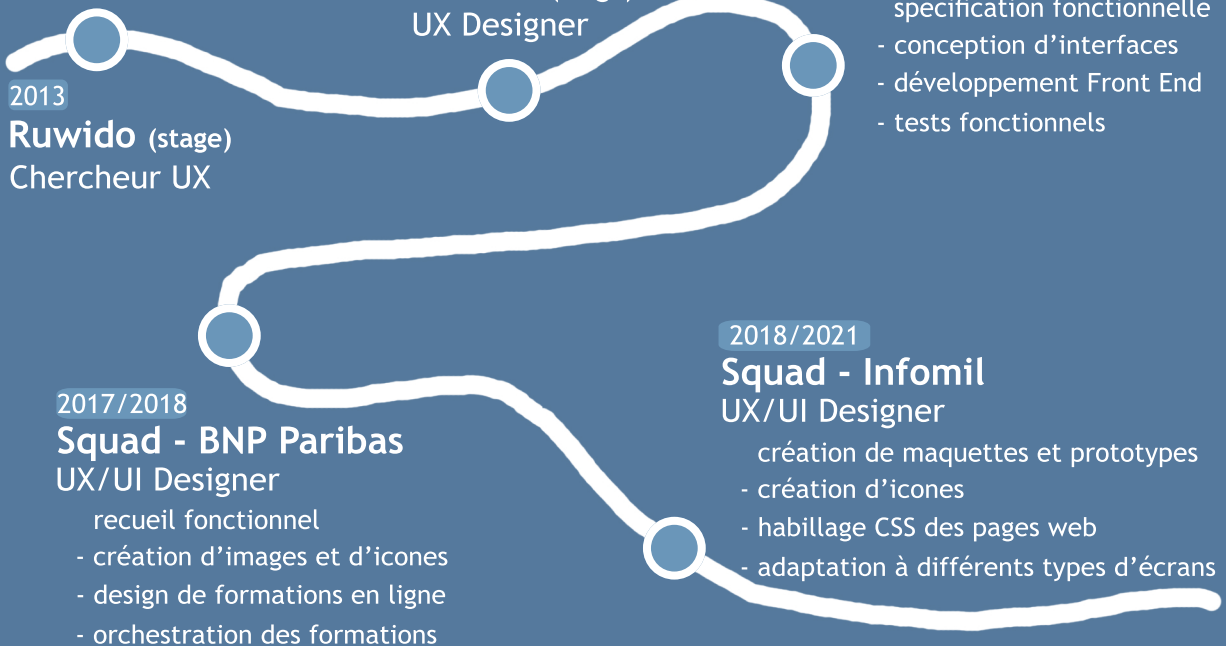 UX Designer
spécification fonctionnelle
- conception d’interfaces
- développement Front End
- tests fonctionnels
2013
Ruwido (stage)
Chercheur UX
2017/2018
Squad - BNP Paribas
UX/UI Designer
recueil fonctionnel
- création d’images et d’icones
- design de formations en ligne
- orchestration des formations
2018/2021
Squad - Infomil
UX/UI Designer
création de maquettes et prototypes
- création d’icones
- habillage CSS des pages web
- adaptation à différents types d’écrans